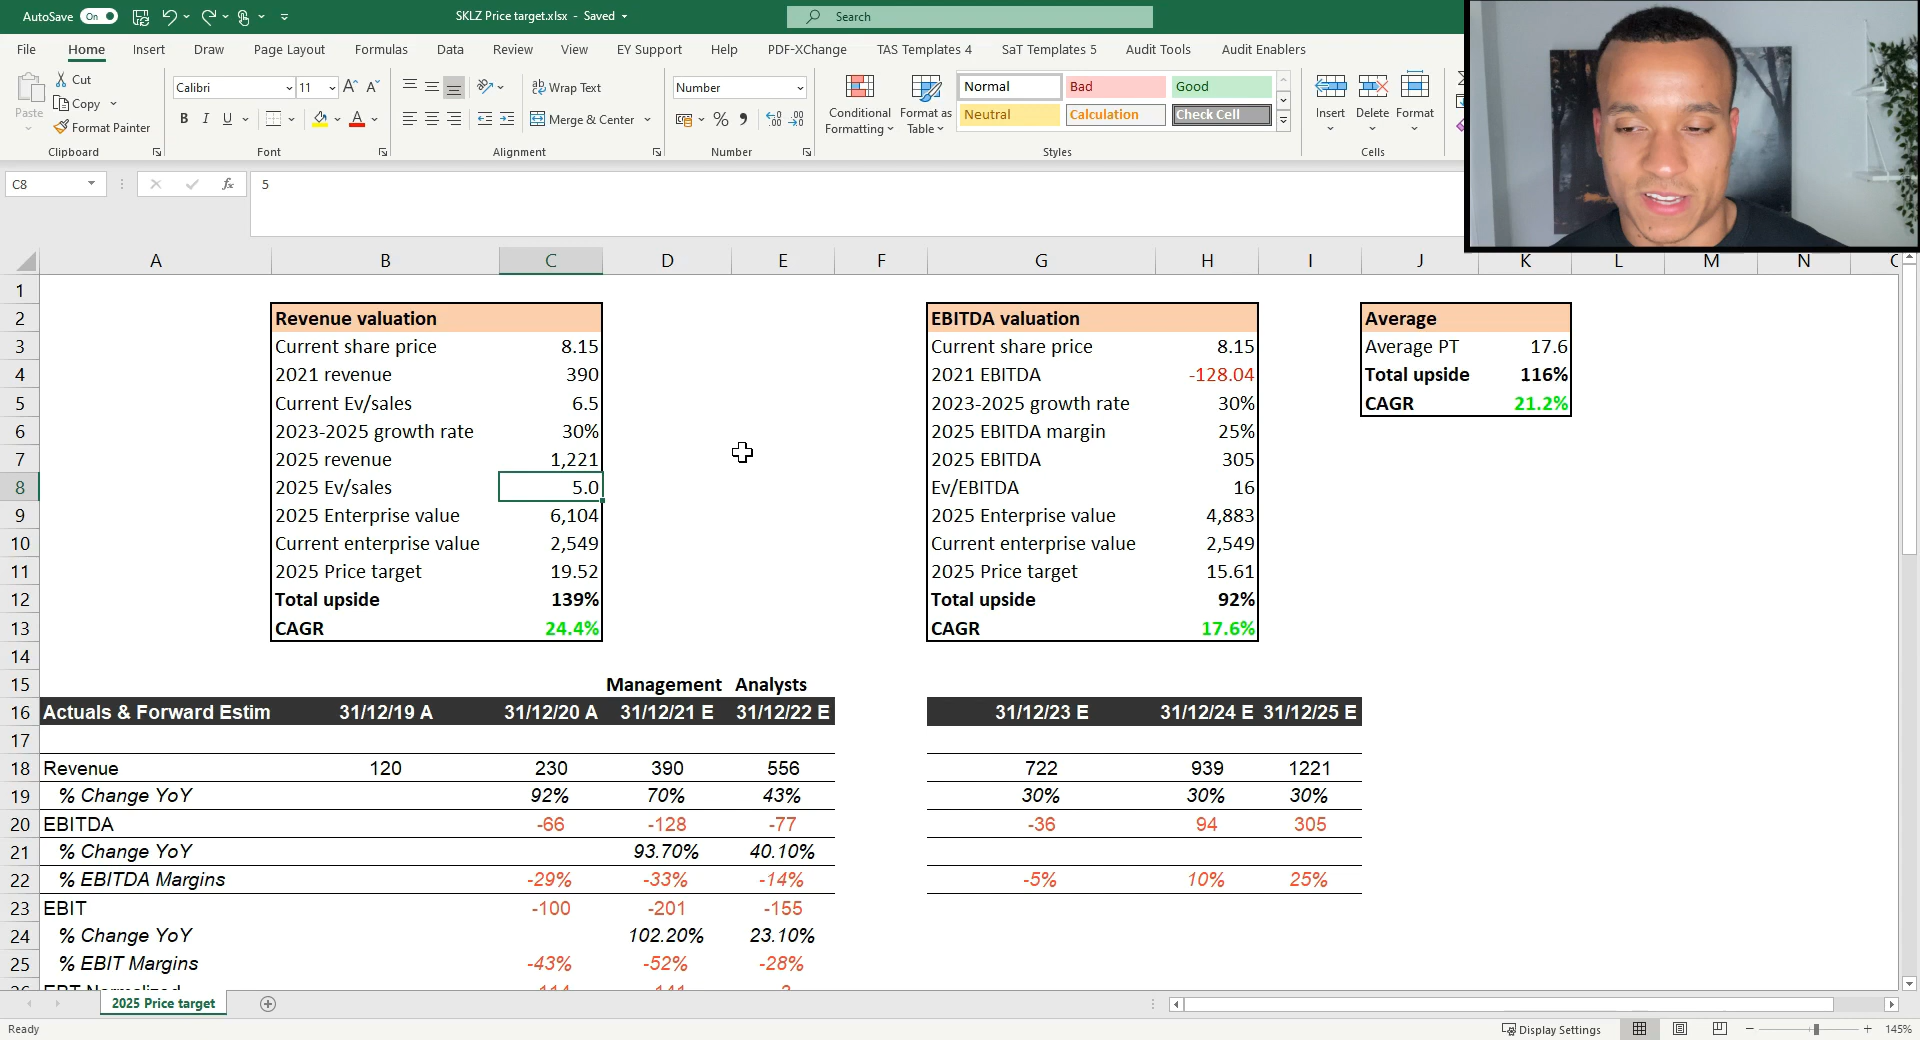 AutoSave On SKLZ Price target.xlsx - Saved Search
File Home Insert Draw Page Layout Formulas Data Review View EY Support Help PDF-XChange TAS Templates 4 SaT Templates 5 Audit Tools Audit Enablers
Paste Cut Copy Format Painter
Calibri 11
B I U
Wrap Text
Merge & Center
Number
Conditional Formatting Format as Table
Normal Bad Good
Neutral Calculation Check Cell
Insert Delete Format
Clipboard Font Alignment Number Styles Cells
C8 fx 5
A B C D E F G H I J K L M N
1
2 Revenue valuation EBITDA valuation Average
3 Current share price 8.15 Current share price 8.15 Average PT 17.6
4 2021 revenue 390 2021 EBITDA -128.04 Total upside 116%
5 Current Ev/sales 6.5 2023-2025 growth rate 30% CAGR 21.2%
6 2023-2025 growth rate 30% 2025 EBITDA margin 25%
7 2025 revenue 1,221 2025 EBITDA 305
8 2025 Ev/sales 5.0 Ev/EBITDA 16
9 2025 Enterprise value 6,104 2025 Enterprise value 4,883
10 Current enterprise value 2,549 Current enterprise value 2,549
11 2025 Price target 19.52 2025 Price target 15.61
12 Total upside 139% Total upside 92%
13 CAGR 24.4% CAGR 17.6%
14
15 Management Analysts
16 Actuals & Forward Estim 31/12/19 A 31/12/20 A 31/12/21 E 31/12/22 E 31/12/23 E 31/12/24 E 31/12/25 E
17
18 Revenue 120 230 390 556 722 939 1221
19 % Change YoY 92% 70% 43% 30% 30% 30%
20 EBITDA -66 -128 -77 -36 94 305
21 % Change YoY 93.70% 40.10%
22 % EBITDA Margins -29% -33% -14% -5% 10% 25%
23 EBIT -100 -201 -155
24 % Change YoY 102.20% 23.10%
25 % EBIT Margins -43% -52% -28%
2025 Price target
Ready Display Settings 145%